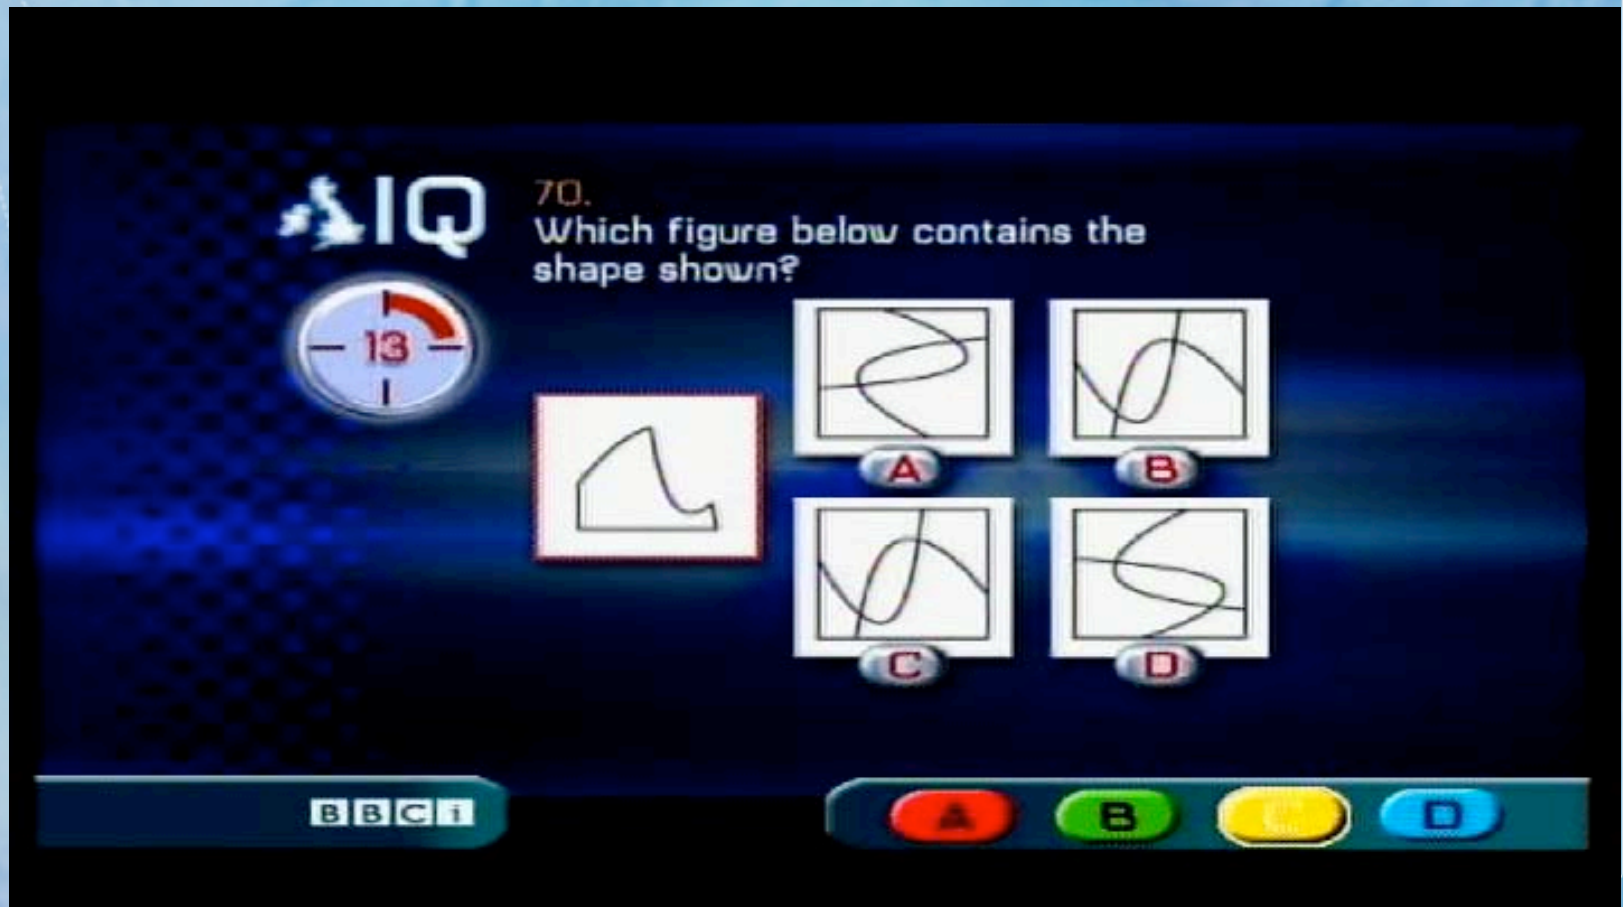 IQ
70.
Which figure below contains the
shape shown?
13
A
B
C
D
BBCi
A B C D